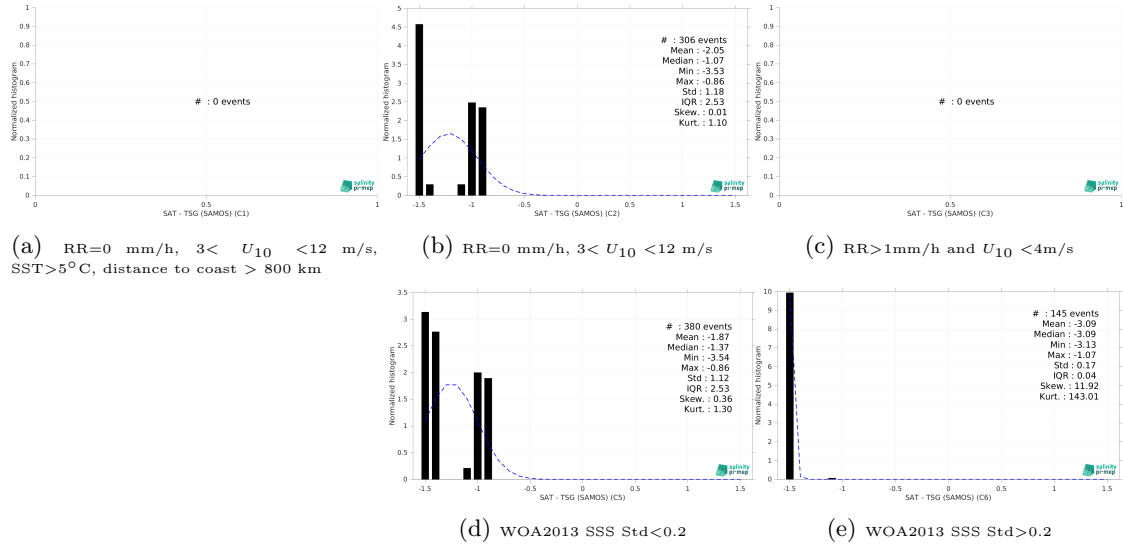 1
0.9
0.8
0.7
0.6
0.5
0.4
0.3
0.2
0.1
0
Normalized histogram
# : 0 events
salinity
pi-mep
0 0.5 1
SAT - TSG (SAMOS) (C1)
(a) RR=0 mm/h, 3< U10 <12 m/s,
SST>5°C, distance to coast > 800 km
5
4.5
4
3.5
3
2.5
2
1.5
1
0.5
0
Normalized histogram
# : 306 events
Mean : -2.05
Median : -1.07
Min : -3.53
Max : -0.86
Std : 1.18
IQR : 2.53
Skew. : 0.01
Kurt. : 1.10
salinity
pi-mep
-1.5 -1 -0.5 0 0.5 1 1.5
SAT - TSG (SAMOS) (C2)
(b) RR=0 mm/h, 3< U10 <12 m/s
1
0.9
0.8
0.7
0.6
0.5
0.4
0.3
0.2
0.1
0
Normalized histogram
# : 0 events
salinity
pi-mep
0 0.5 1
SAT - TSG (SAMOS) (C3)
(c) RR>1mm/h and U10 <4m/s
3.5
3
2.5
2
1.5
1
0.5
0
Normalized histogram
# : 380 events
Mean : -1.87
Median : -1.37
Min : -3.54
Max : -0.86
Std : 1.12
IQR : 2.53
Skew. : 0.36
Kurt. : 1.30
salinity
pi-mep
-1.5 -1 -0.5 0 0.5 1 1.5
SAT - TSG (SAMOS) (C5)
(d) WOA2013 SSS Std<0.2
10
9
8
7
6
5
4
3
2
1
0
Normalized histogram
# : 145 events
Mean : -3.09
Median : -3.09
Min : -3.13
Max : -1.07
Std : 0.17
IQR : 0.04
Skew. : 11.92
Kurt. : 143.01
salinity
pi-mep
-1.5 -1 -0.5 0 0.5 1 1.5
SAT - TSG (SAMOS) (C6)
(e) WOA2013 SSS Std>0.2